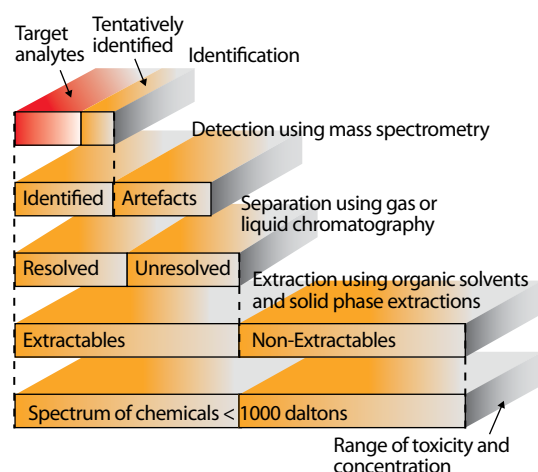 Target
analytes
Tentatively
identified
Identification
Detection using mass spectrometry
Identified
Artefacts
Separation using gas or
liquid chromatography
Resolved
Unresolved
Extraction using organic solvents
and solid phase extractions
Extractables
Non-Extractables
Spectrum of chemicals < 1000 daltons
Range of toxicity and
concentration